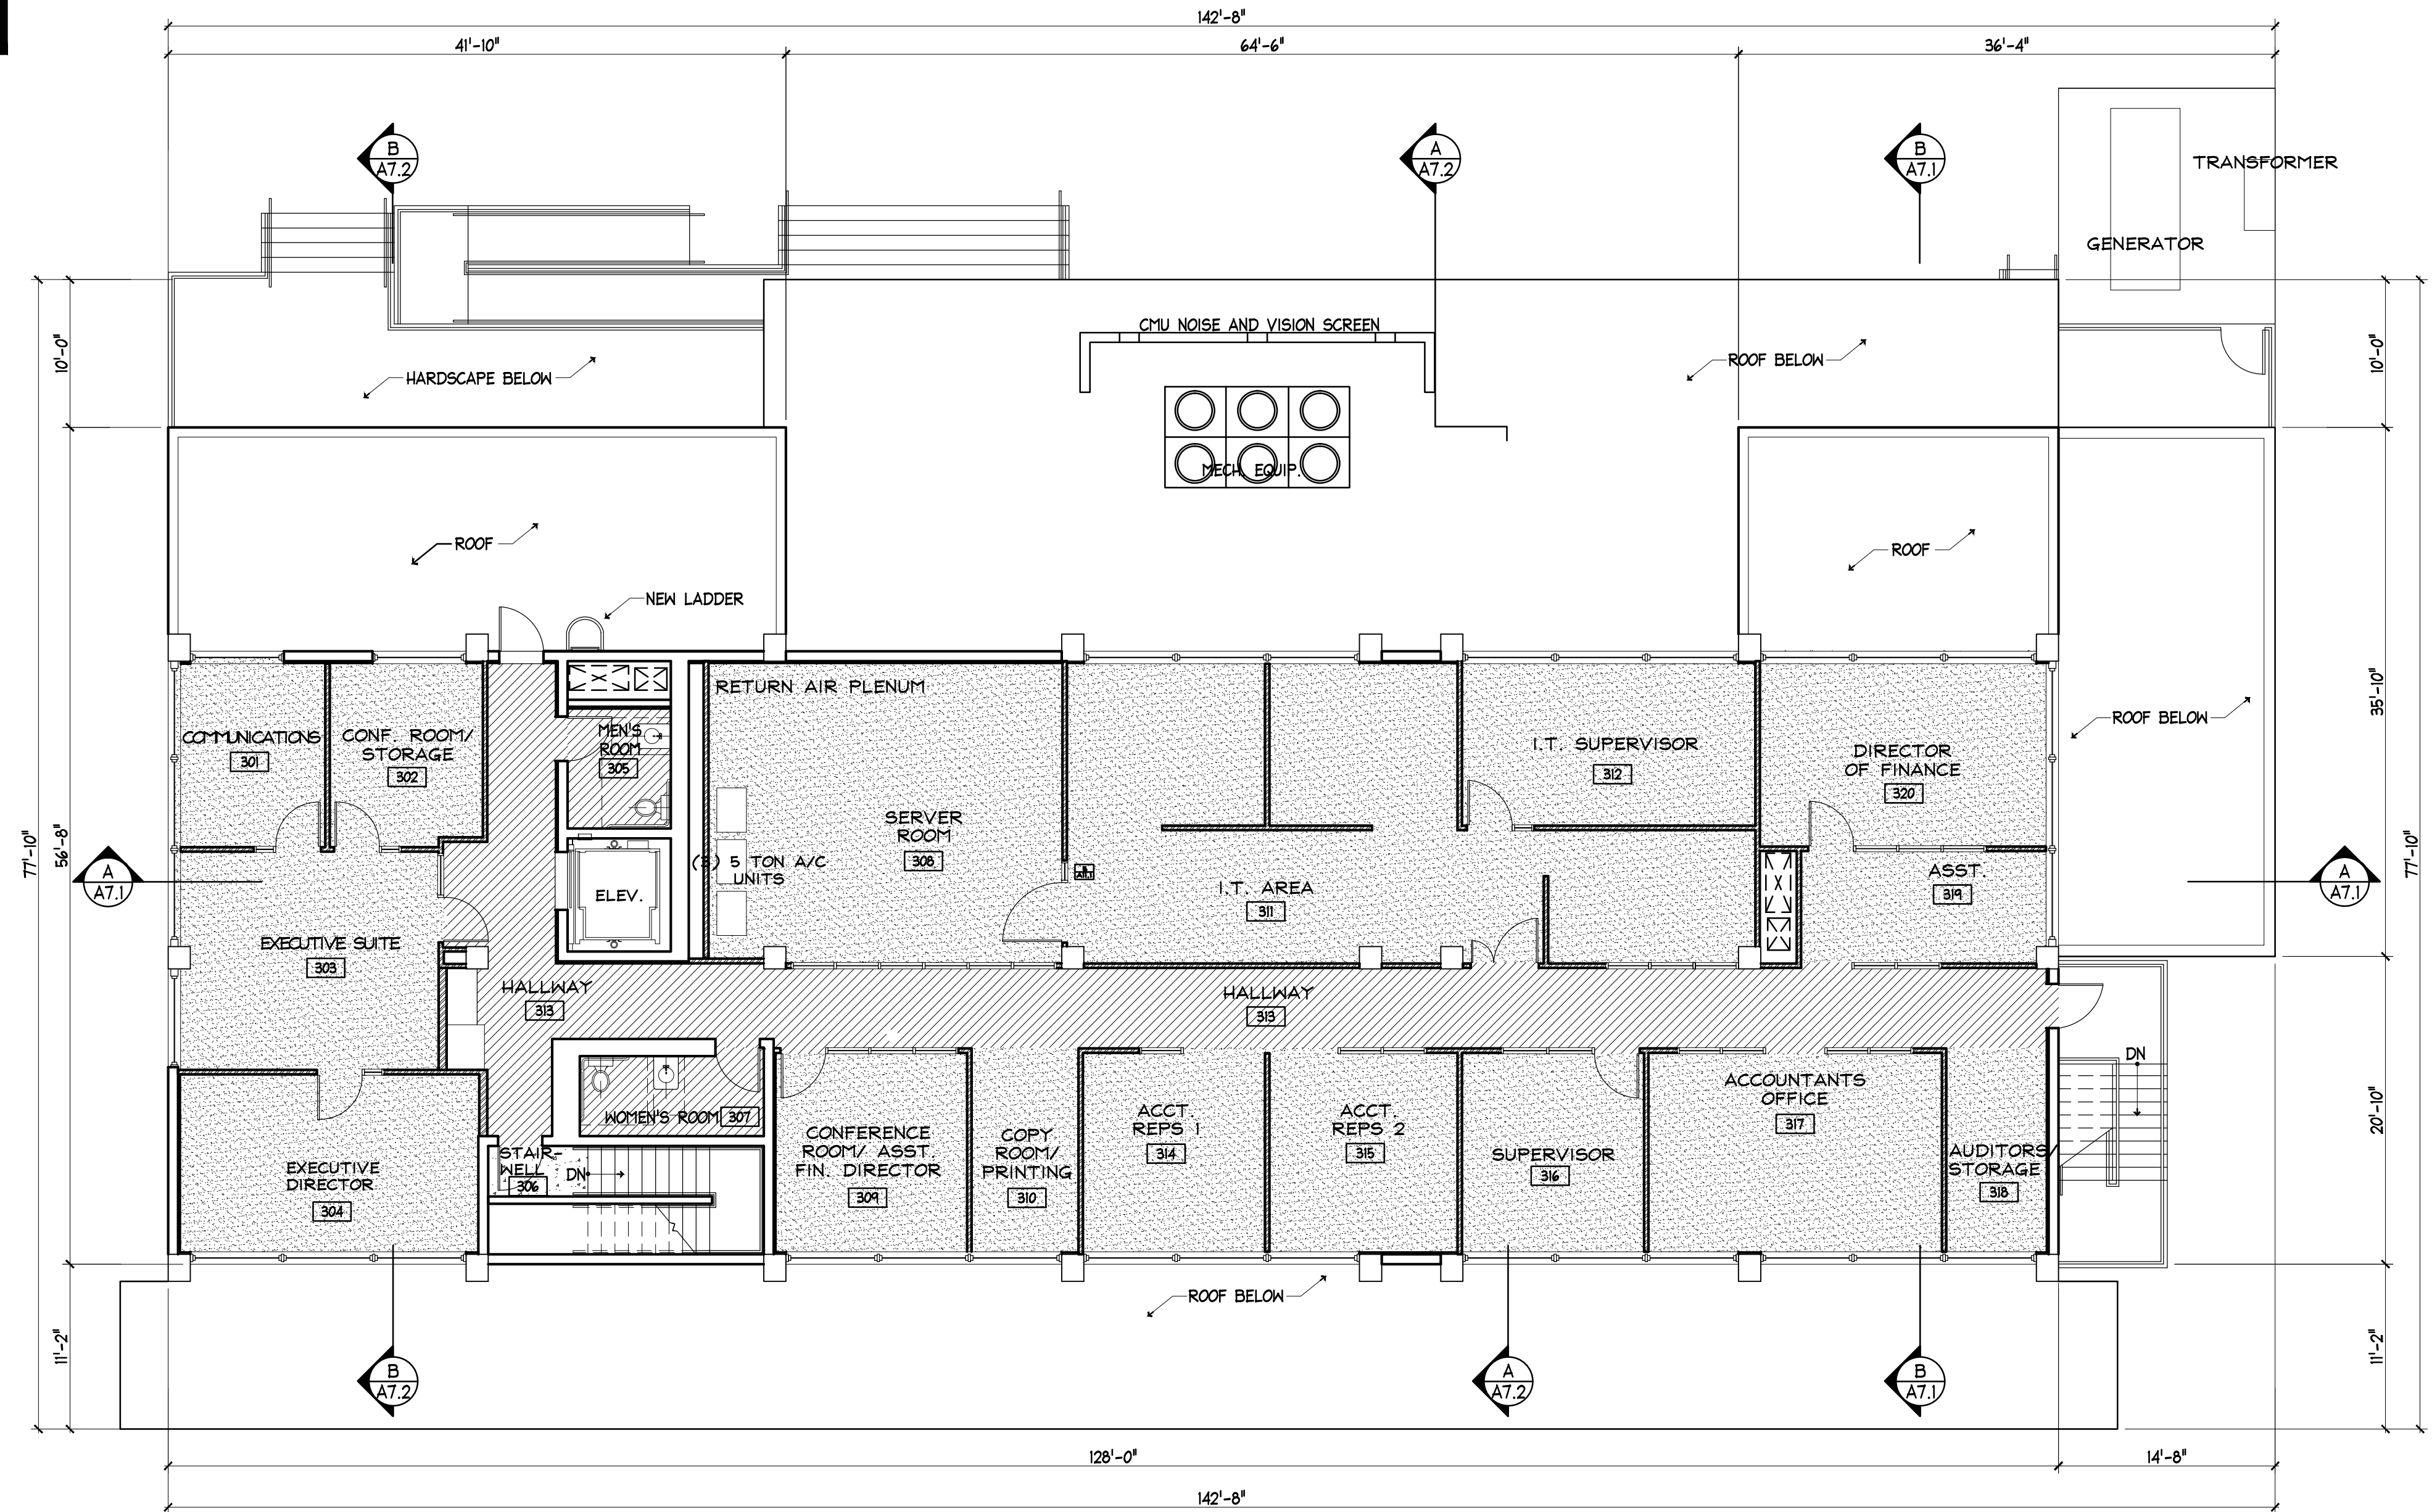 142'-8"
41'-10"
64'-6"
36'-4"
B
A7.2
A
A7.2
B
A7.1
TRANSFORMER
GENERATOR
CMU NOISE AND VISION SCREEN
HARDSCAPE BELOW
ROOF BELOW
10'-0"
10'-0"
MECH. EQUIP.
ROOF
ROOF
NEW LADDER
RETURN AIR PLENUM
COMMUNICATIONS
301
CONF. ROOM/
STORAGE
302
MEN'S
ROOM
305
I.T. SUPERVISOR
312
DIRECTOR
OF FINANCE
320
ROOF BELOW
35'-10"
SERVER
ROOM
308
(3) 5 TON A/C
UNITS
77'-10"
56'-8"
A
A7.1
ELEV.
I.T. AREA
311
ASST.
319
A
A7.1
77'-10"
EXECUTIVE SUITE
303
HALLWAY
313
HALLWAY
313
DN
WOMEN'S ROOM 307
ACCT.
REPS 1
314
ACCT.
REPS 2
315
ACCOUNTANTS
OFFICE
317
20'-10"
CONFERENCE
ROOM/ ASST.
FIN. DIRECTOR
309
COPY
ROOM/
PRINTING
310
SUPERVISOR
316
AUDITORS/
STORAGE
318
EXECUTIVE
DIRECTOR
304
STAIR-
WELL
306
DN
ROOF BELOW
11'-2"
11'-2"
B
A7.2
A
A7.2
B
A7.1
128'-0"
14'-8"
142'-8"